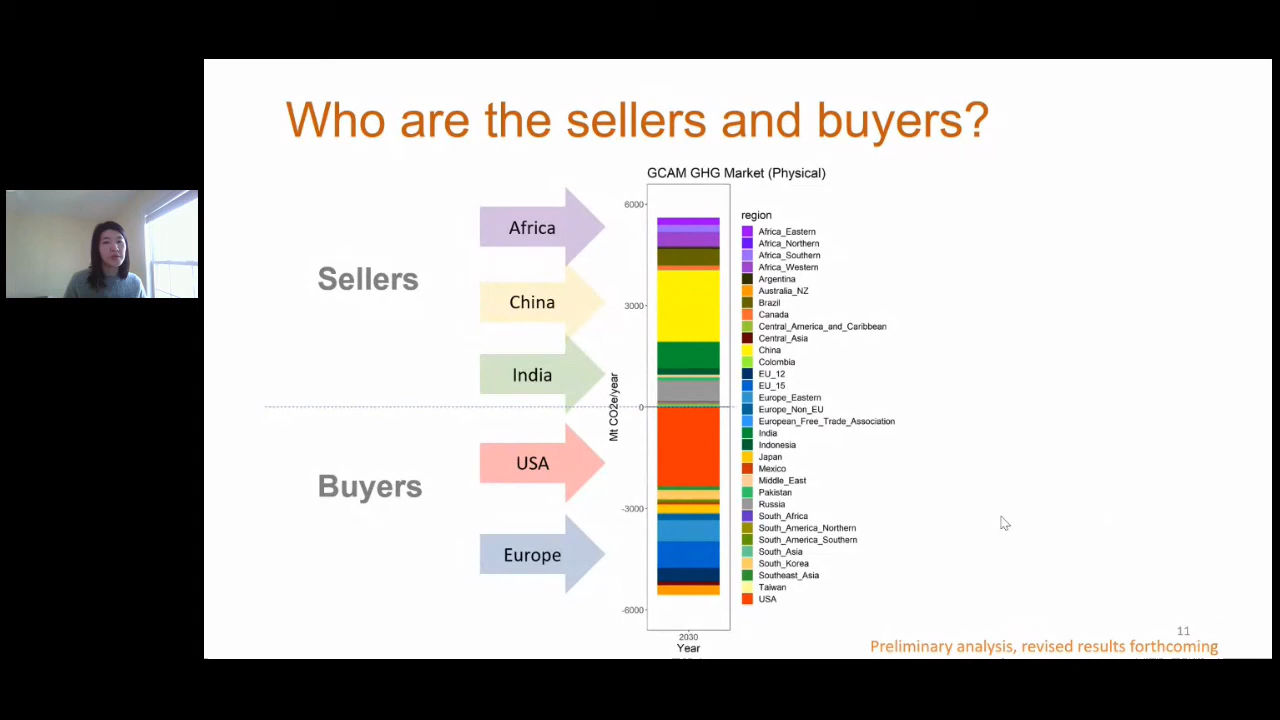 Who are the sellers and buyers?
GCAM GHG Market (Physical)
Sellers
Africa
China
India
Buyers
USA
Europe
Mt CO2e/year
6000
3000
0
-3000
-6000
2030
Year
region
Africa_Eastern
Africa_Northern
Africa_Southern
Africa_Western
Argentina
Australia_NZ
Brazil
Canada
Central_America_and_Caribbean
Central_Asia
China
Colombia
EU_12
EU_15
Europe_Eastern
Europe_Non_EU
European_Free_Trade_Association
India
Indonesia
Japan
Mexico
Middle_East
Pakistan
Russia
South_Africa
South_America_Northern
South_America_Southern
South_Asia
South_Korea
Southeast_Asia
Taiwan
USA
11
Preliminary analysis, revised results forthcoming